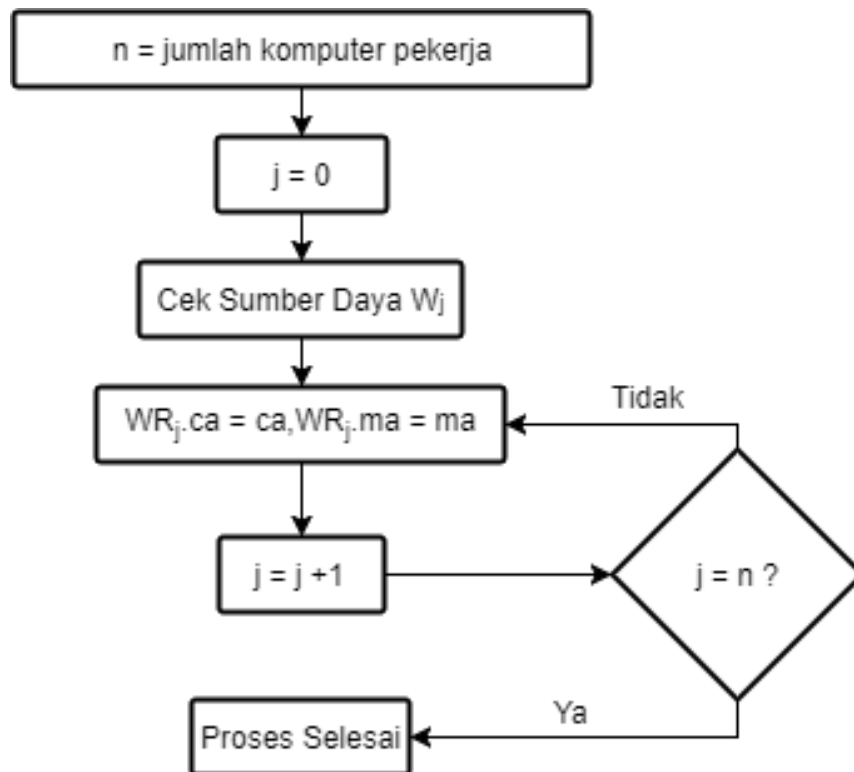 n = jumlah komputer pekerja
j = 0
Cek Sumber Daya Wj
WRj.ca = ca,WRj.ma = ma
Tidak
j = j +1
j = n ?
Ya
Proses Selesai